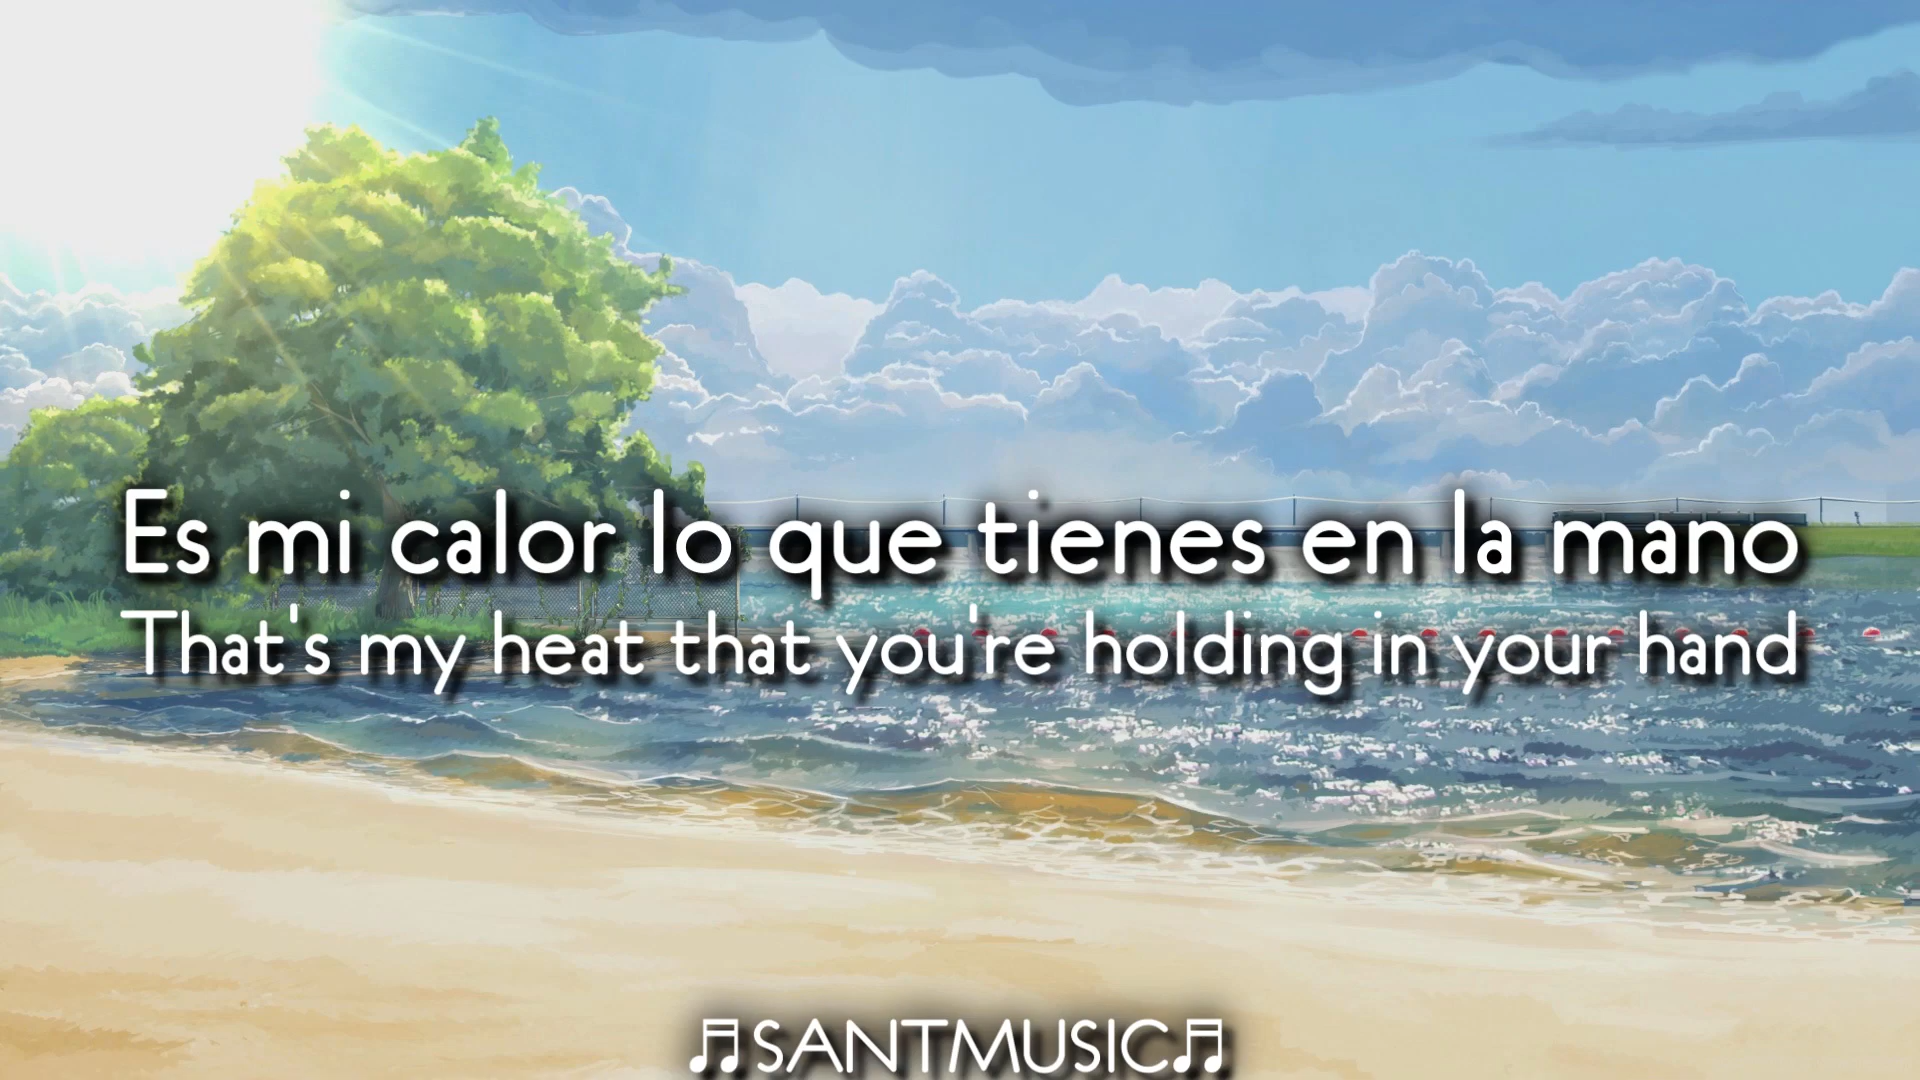 Es mi calor lo que tienes en la mano
That's my heat that you're holding in your hand
♫SANTMUSIC♫